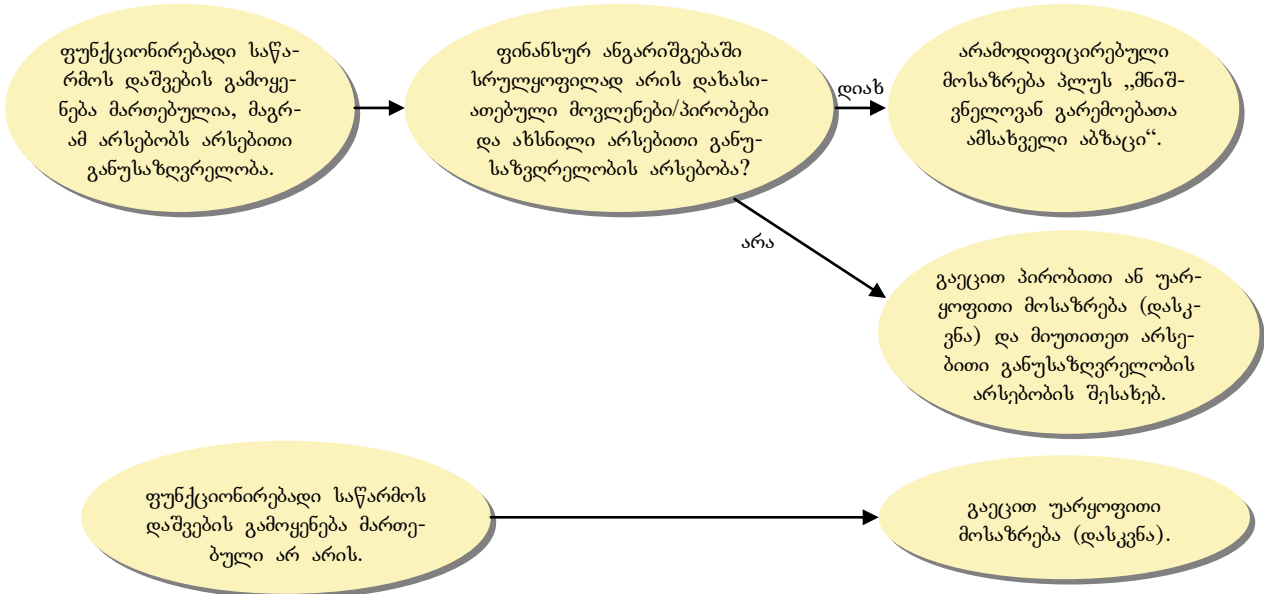 ფუნქციონირებადი საწა-
რმოს დაშვების გამოყე-
ნება მართებულია, მაგრ-
ამ არსებობს არსებითი
განუსაზღვრელობა.
ფინანსურ ანგარიშგებაში
სრულყოფილად არის დახასი-
ათებული მოვლენები/პირობები
და ახსნილი არსებითი განუ-
საზვღრელობის არსებობა?
დიახ
არამოდიფიცირებული
მოსაზრება პლუს „მნიშ-
ვნელოვან გარემოებათა
ამსახველი აბზაცი“.
არა
გაეცით პირობითი ან უარ-
ყოფითი მოსაზრება (დასკ-
ვნა) და მიუთითეთ არსე-
ბითი განუსაზღვრელობის
არსებობის შესახებ.
ფუნქციონირებადი საწარმოს
დაშვების გამოყენება მართე-
ბული არ არის.
გაეცით უარყოფითი
მოსაზრება (დასკვნა).